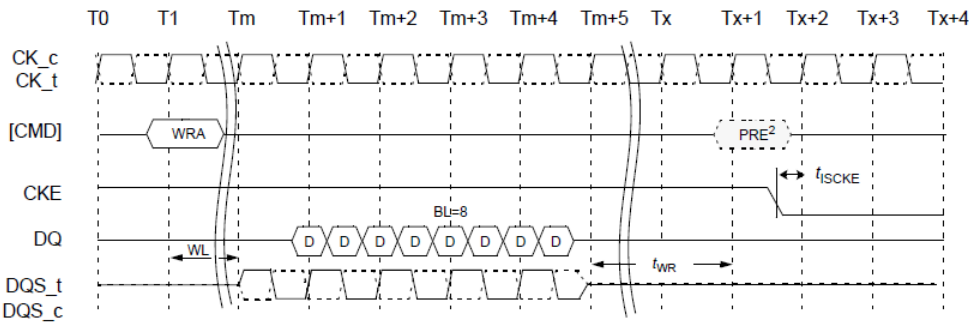 T0 T1 Tm Tm+1 Tm+2 Tm+3 Tm+4 Tm+5 Tx Tx+1 Tx+2 Tx+3 Tx+4
CK_c
CK_t
[CMD] WRA PRE2
tISCKE
CKE
BL=8
DQ D D D D D D D D
WL tWR
DQS_t
DQS_c